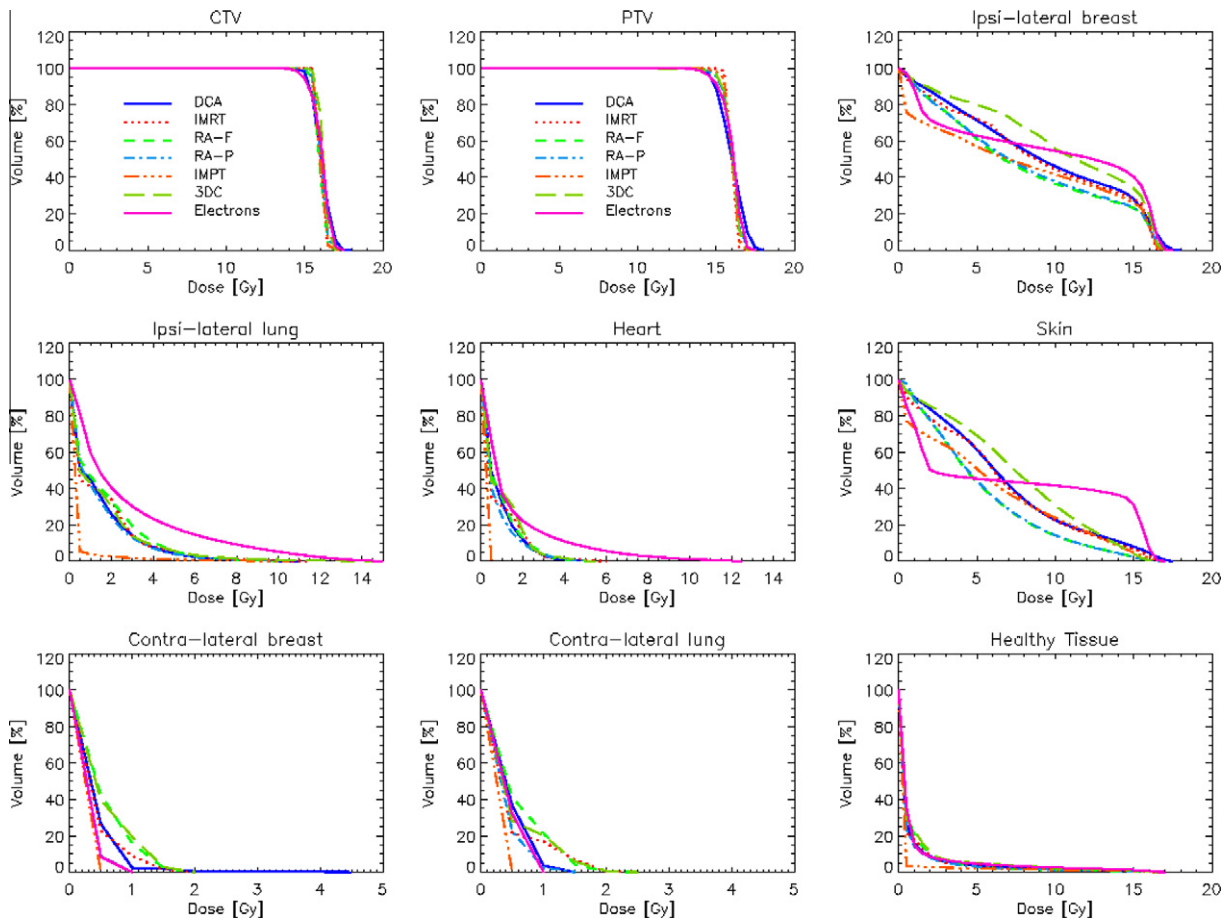 CTV
120
100
80
60
40
20
0
Volume [%]
DCA
IMRT
RA-F
RA-P
IMPT
3DC
Electrons
0 5 10 15 20
Dose [Gy]
PTV
120
100
80
60
40
20
0
Volume [%]
DCA
IMRT
RA-F
RA-P
IMPT
3DC
Electrons
0 5 10 15 20
Dose [Gy]
Ipsi-lateral breast
120
100
80
60
40
20
0
Volume [%]
0 5 10 15 20
Dose [Gy]
Ipsi-lateral lung
120
100
80
60
40
20
0
Volume [%]
0 2 4 6 8 10 12 14
Dose [Gy]
Heart
120
100
80
60
40
20
0
Volume [%]
0 2 4 6 8 10 12 14
Dose [Gy]
Skin
120
100
80
60
40
20
0
Volume [%]
0 5 10 15 20
Dose [Gy]
Contra-lateral breast
120
100
80
60
40
20
0
Volume [%]
0 1 2 3 4 5
Dose [Gy]
Contra-lateral lung
120
100
80
60
40
20
0
Volume [%]
0 1 2 3 4 5
Dose [Gy]
Healthy Tissue
120
100
80
60
40
20
0
Volume [%]
0 5 10 15 20
Dose [Gy]